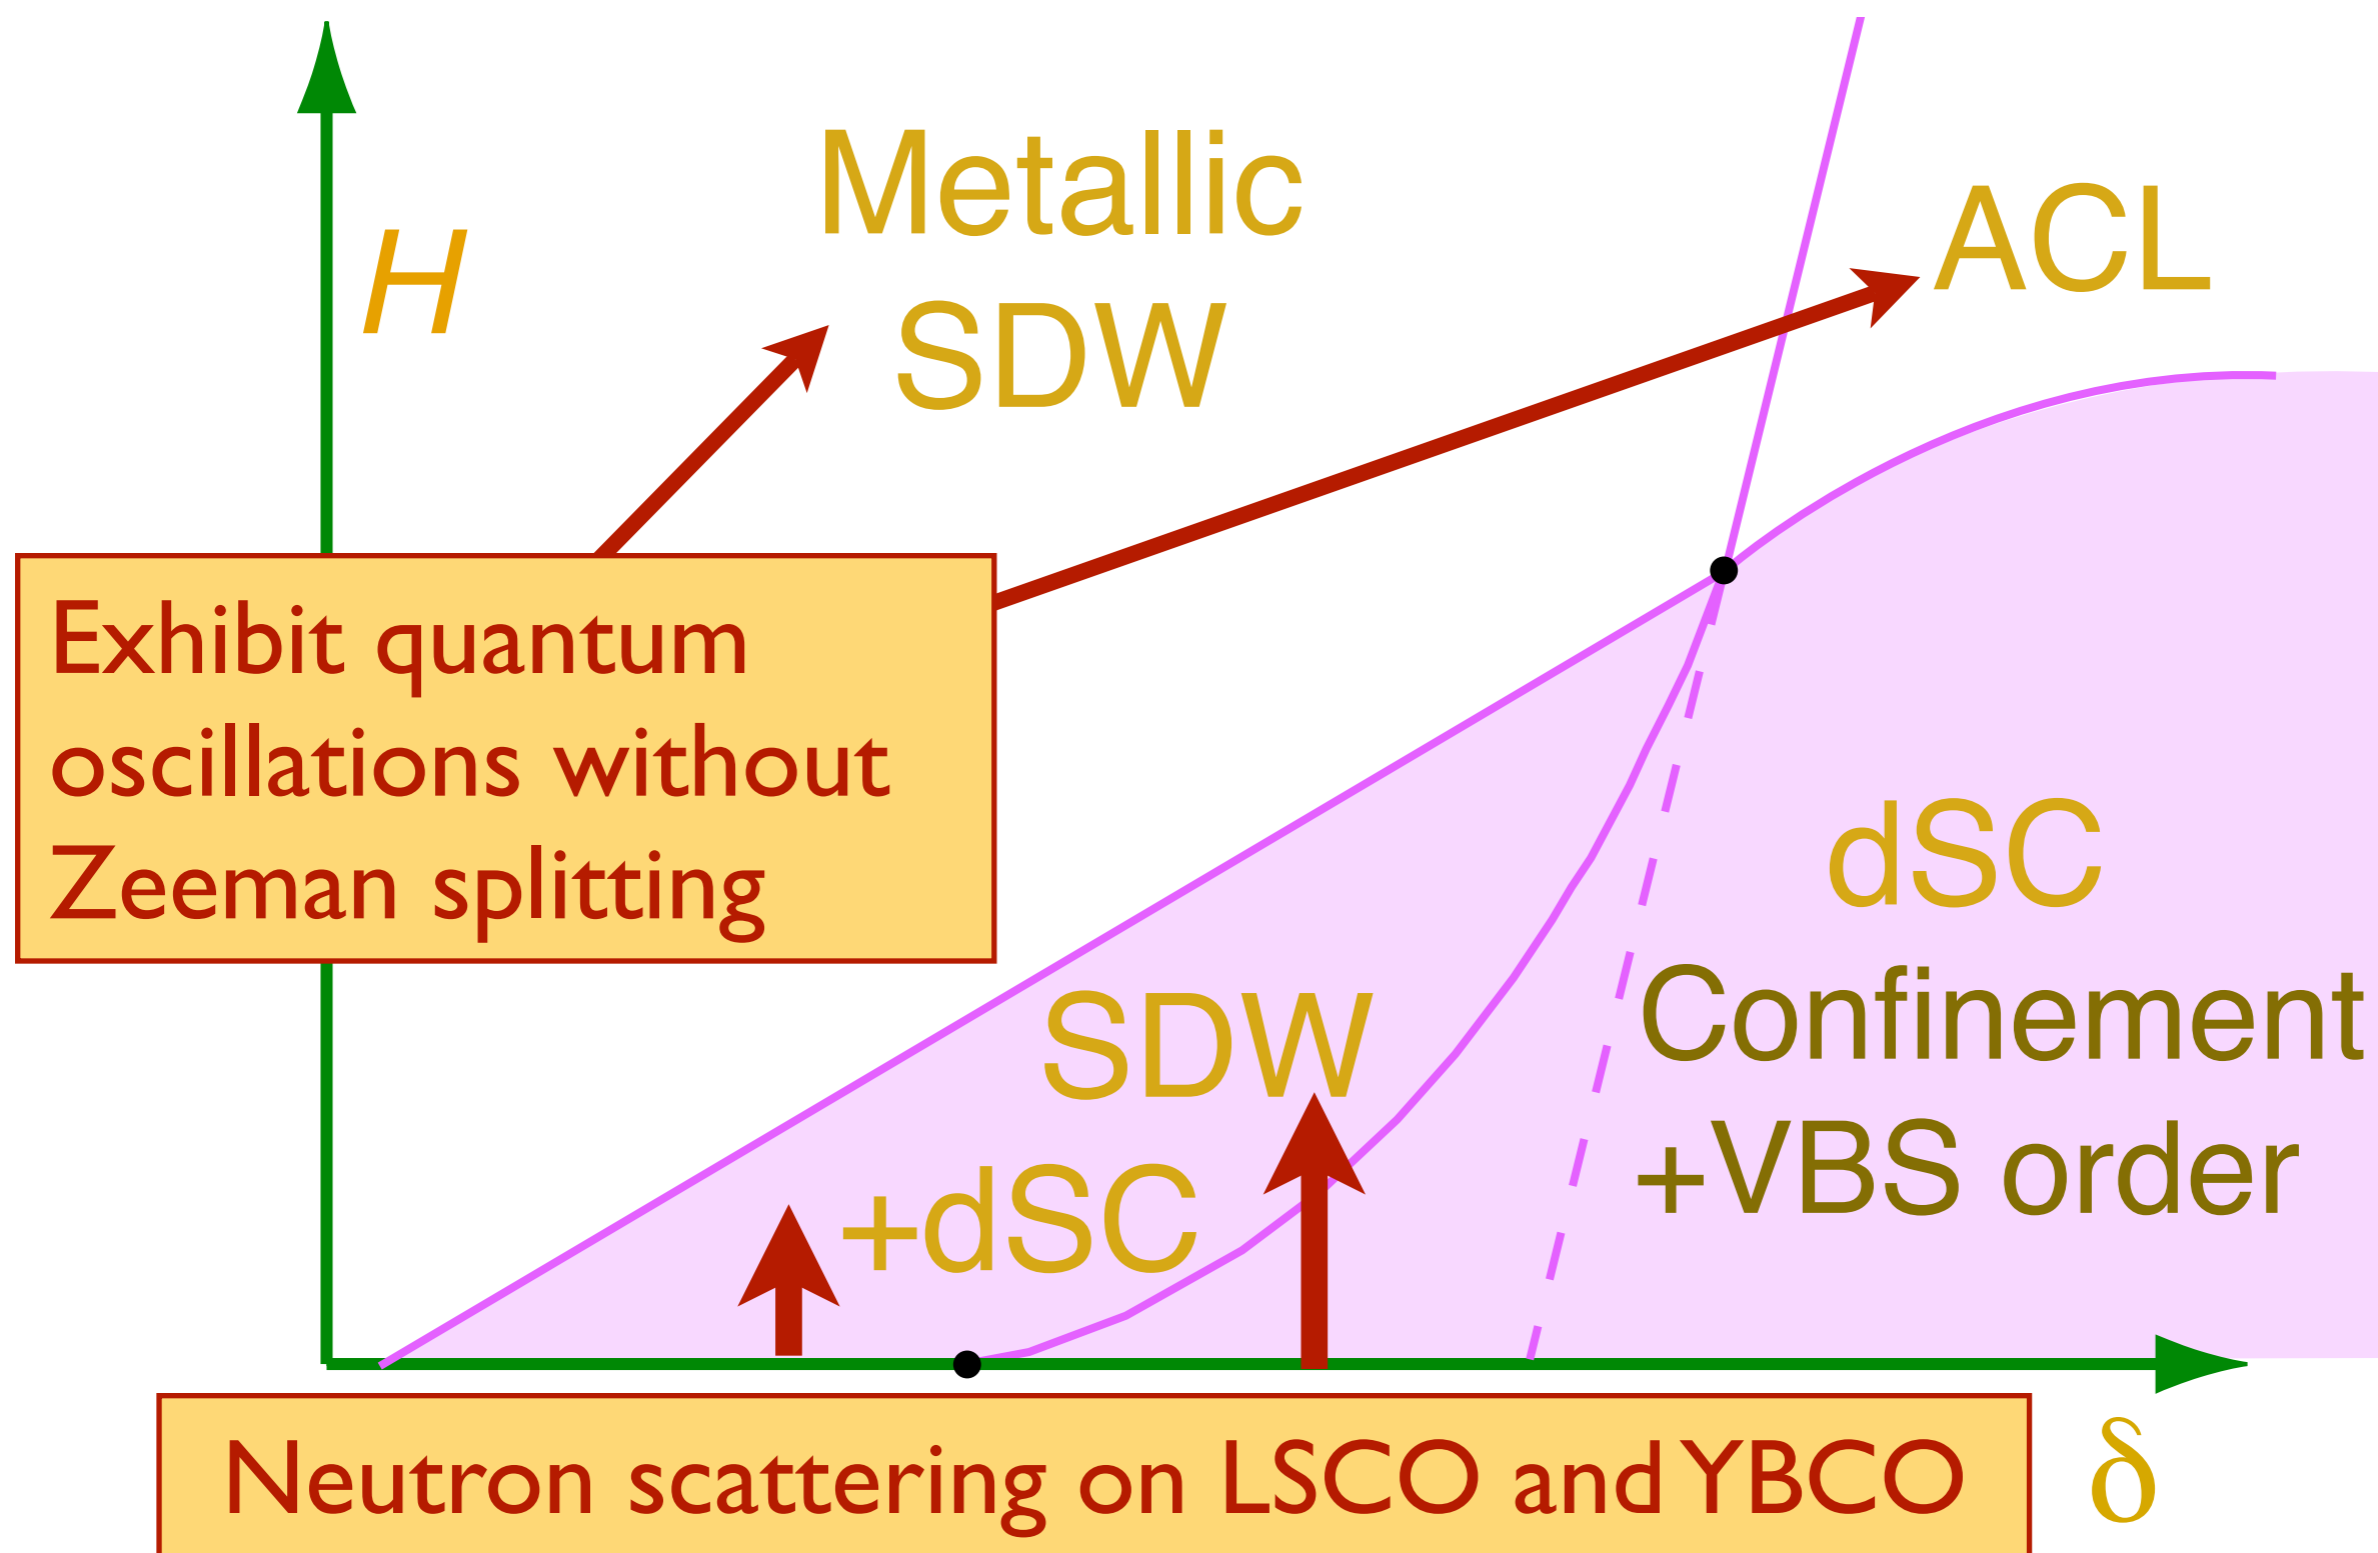 Metallic
SDW
ACL
H
Exhibit quantum
oscillations without
Zeeman splitting
dSC
Confinement
+VBS order
SDW
+dSC
Neutron scattering on LSCO and YBCO
δ